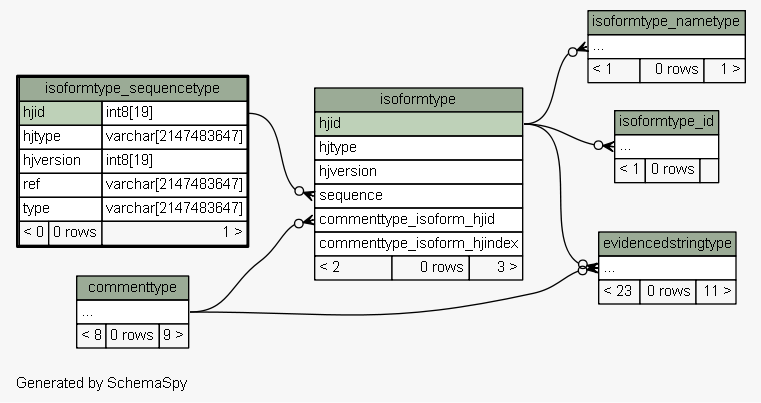 isoformtype_nametype
...
< 1 0 rows 1 >
isoformtype_sequencetype
hjid int8[19]
hjtype varchar[2147483647]
hjversion int8[19]
ref varchar[2147483647]
type varchar[2147483647]
< 0 0 rows 1 >
isoformtype
hjid
hjtype
hjversion
sequence
commenttype_isoform_hjid
commenttype_isoform_hjindex
< 2 0 rows 3 >
isoformtype_id
...
< 1 0 rows
evidencedstringtype
...
< 23 0 rows 11 >
commenttype
...
< 8 0 rows 9 >
Generated by SchemaSpy